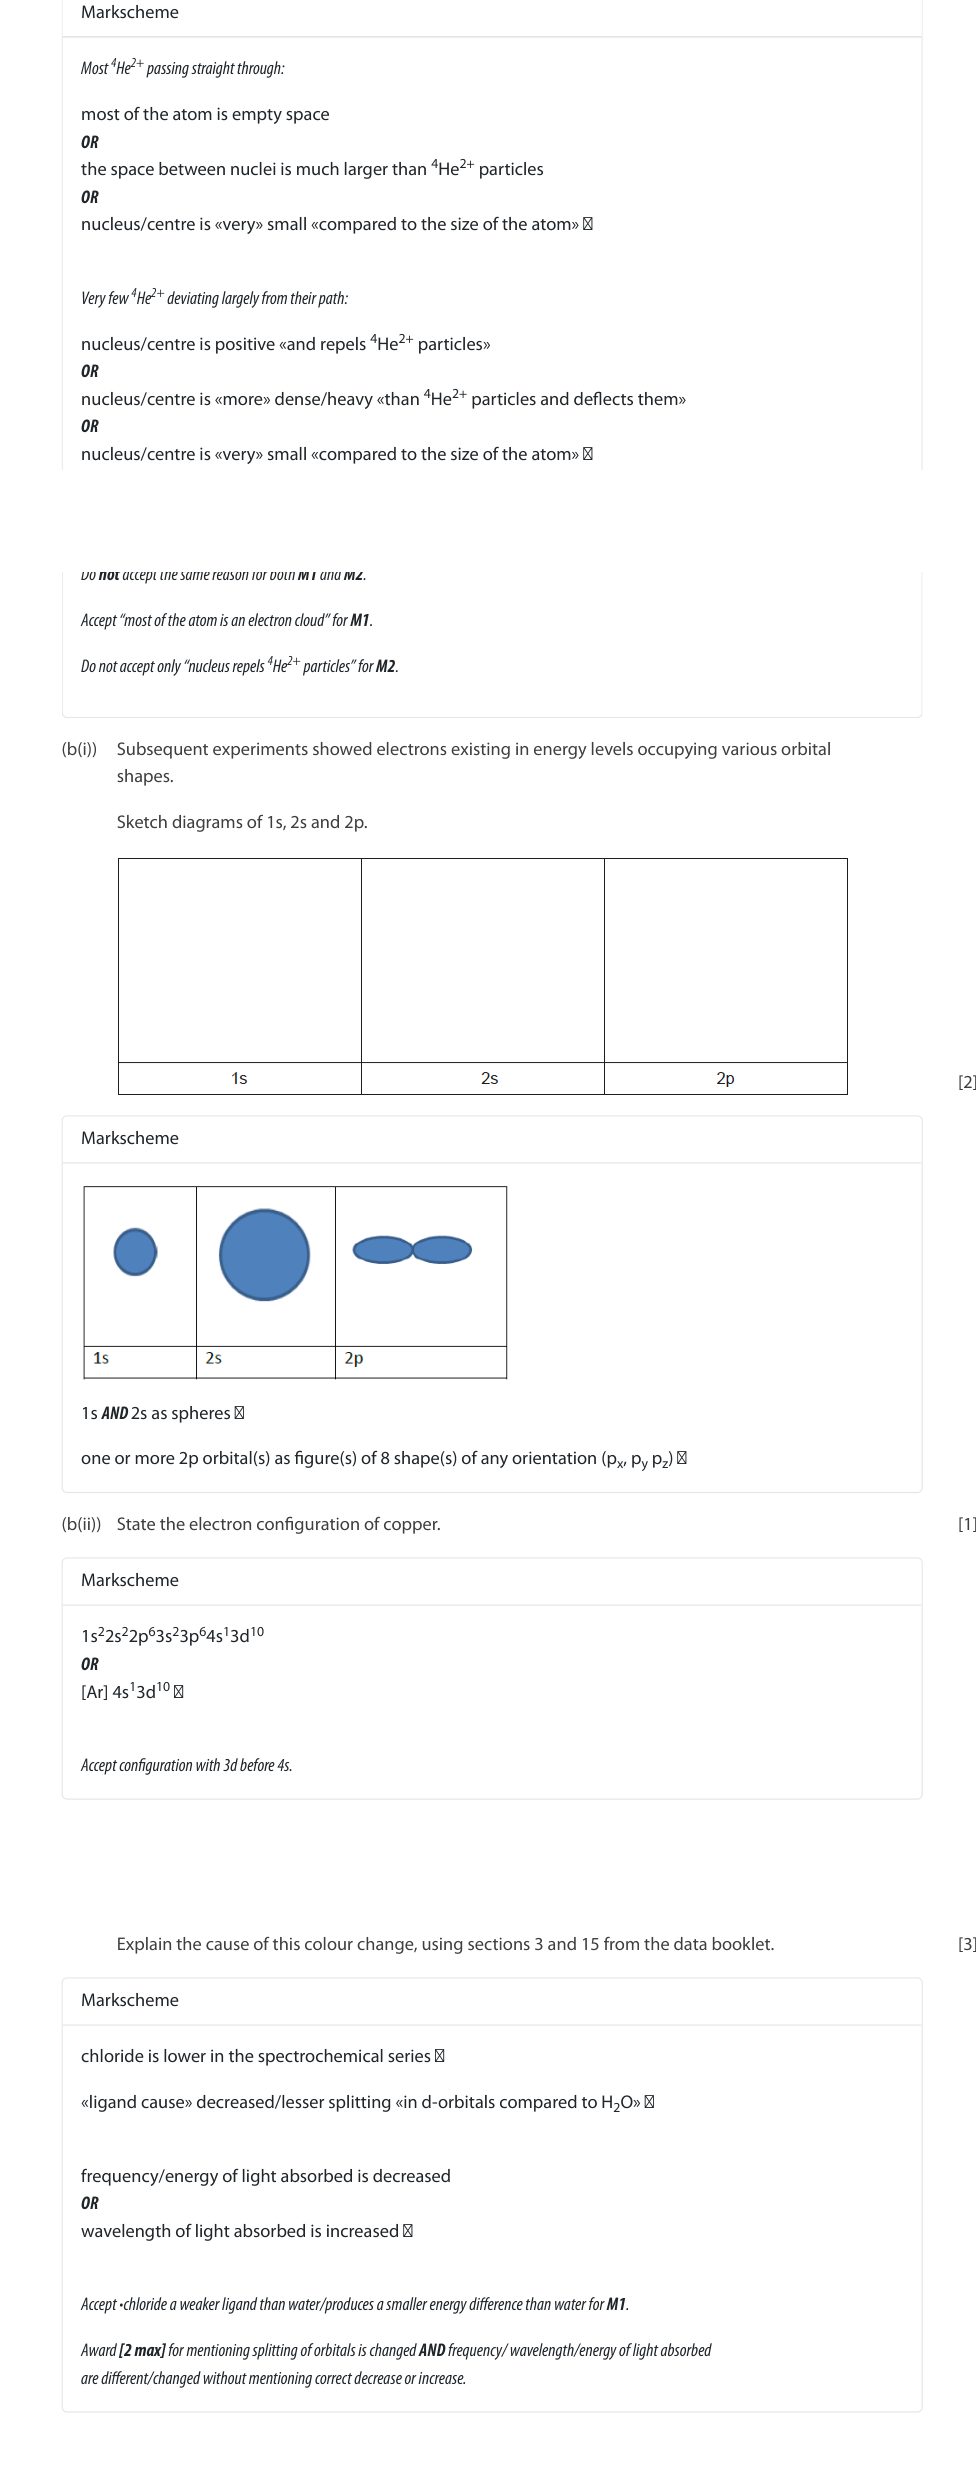 Markscheme
Most ⁴He²⁺ passing straight through:
most of the atom is empty space
OR
the space between nuclei is much larger than ⁴He²⁺ particles
OR
nucleus/centre is «very» small «compared to the size of the atom»
Very few ⁴He²⁺ deviating largely from their path:
nucleus/centre is positive «and repels ⁴He²⁺ particles»
OR
nucleus/centre is «more» dense/heavy «than ⁴He²⁺ particles and deflects them»
OR
nucleus/centre is «very» small «compared to the size of the atom»
Do not accept the same reason for both M1 and M2.
Accept “most of the atom is an electron cloud” for M1.
Do not accept only “nucleus repels ⁴He²⁺ particles” for M2.
(b(i)) Subsequent experiments showed electrons existing in energy levels occupying various orbital
shapes.
Sketch diagrams of 1s, 2s and 2p.
1s 2s 2p
[2]
Markscheme
1s 2s 2p
1s AND 2s as spheres
one or more 2p orbital(s) as figure(s) of 8 shape(s) of any orientation (pₓ, p_y p_z)
(b(ii)) State the electron configuration of copper. [1]
Markscheme
1s²2s²2p⁶3s²3p⁶4s¹3d¹⁰
OR
[Ar] 4s¹3d¹⁰
Accept configuration with 3d before 4s.
Explain the cause of this colour change, using sections 3 and 15 from the data booklet. [3]
Markscheme
chloride is lower in the spectrochemical series
«ligand cause» decreased/lesser splitting «in d-orbitals compared to H₂O»
frequency/energy of light absorbed is decreased
OR
wavelength of light absorbed is increased
Accept •chloride a weaker ligand than water/produces a smaller energy difference than water for M1.
Award [2 max] for mentioning splitting of orbitals is changed AND frequency/ wavelength/energy of light absorbed
are different/changed without mentioning correct decrease or increase.